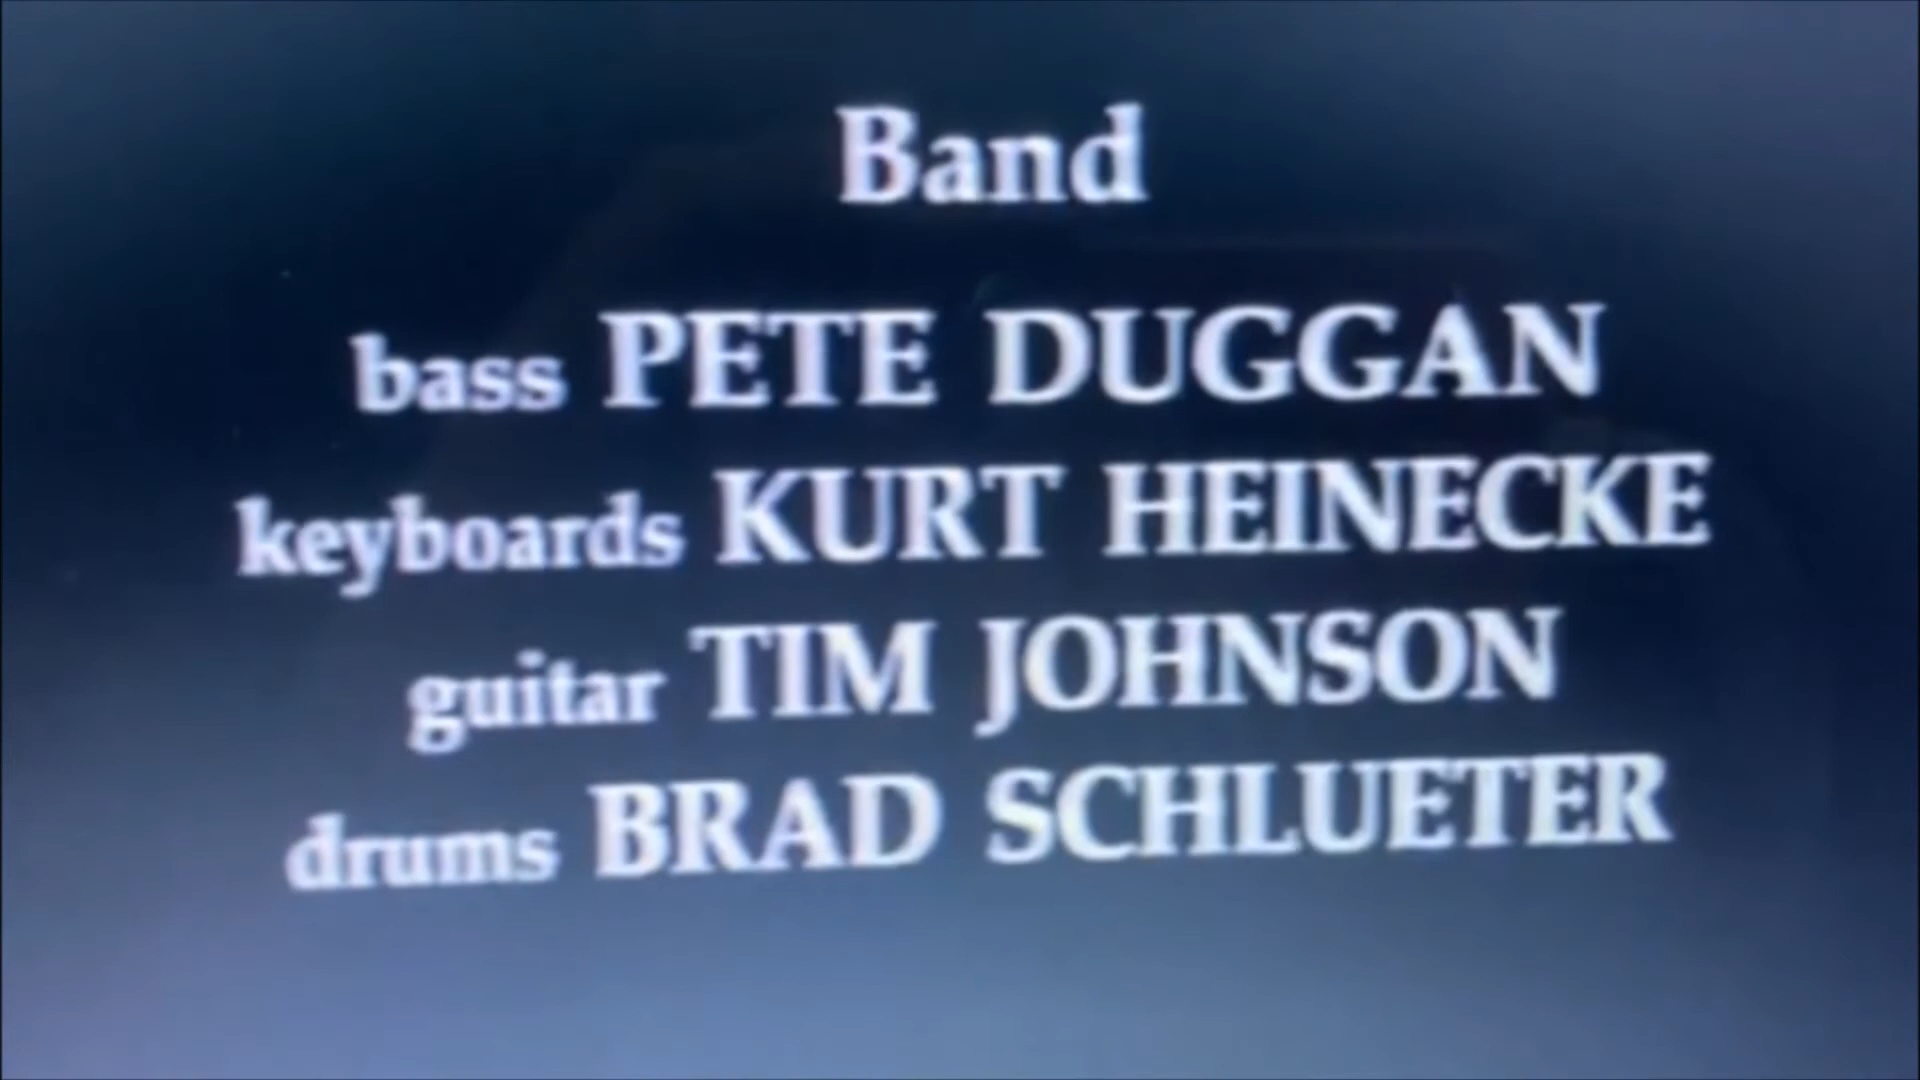 Band
bass PETE DUGGAN
keyboards KURT HEINECKE
guitar TIM JOHNSON
drums BRAD SCHLUETER